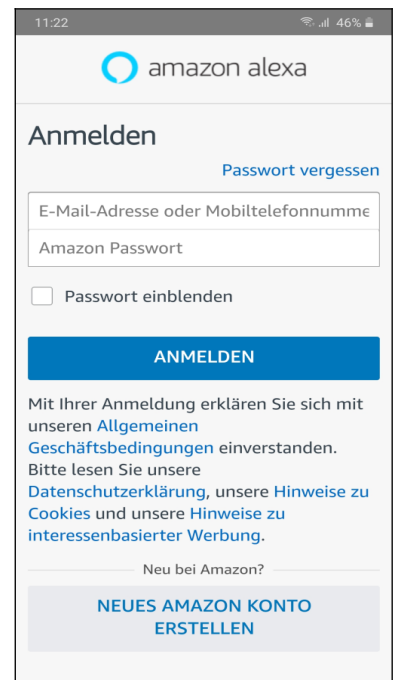 11:22 46%
amazon alexa
Anmelden
Passwort vergessen
E-Mail-Adresse oder Mobiltelefonnumme
Amazon Passwort
Passwort einblenden
ANMELDEN
Mit Ihrer Anmeldung erklären Sie sich mit
unseren Allgemeinen
Geschäftsbedingungen einverstanden.
Bitte lesen Sie unsere
Datenschutzerklärung, unsere Hinweise zu
Cookies und unsere Hinweise zu
interessenbasierter Werbung.
Neu bei Amazon?
NEUES AMAZON KONTO
ERSTELLEN